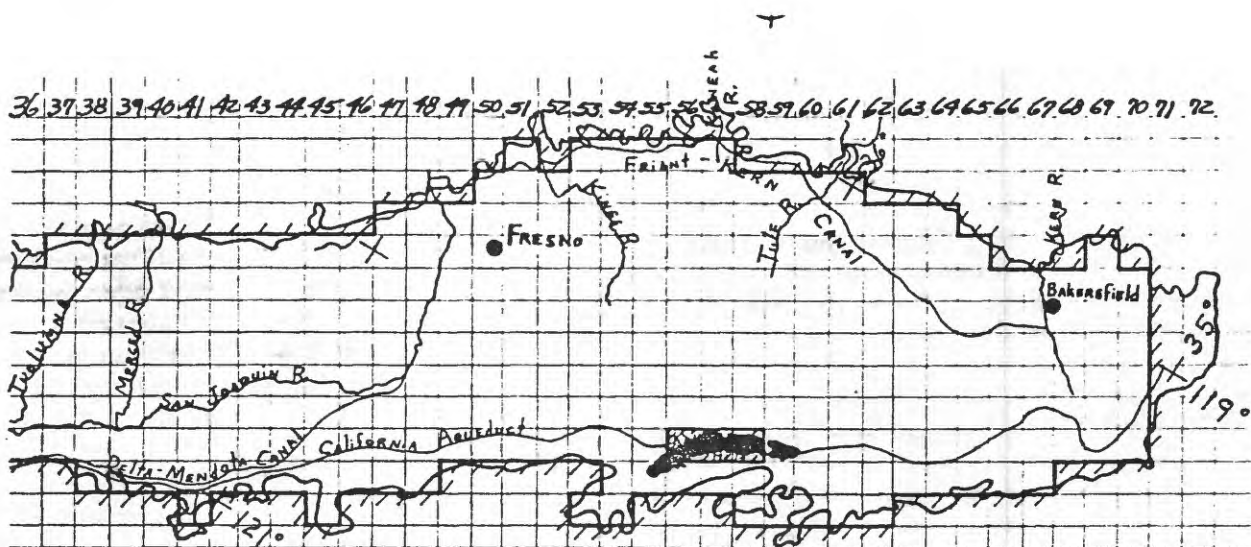 36 37 38 39 40 41 42 43 44 45 46 47 48 49 50 51 52 53 54 55 56 58 59 60 61 62 63 64 65 66 67 68 69 70 71 72
KAWEAH R.
FRIANT - KERN CANAL
KINGS R
TULE R.
KERN R.
FRESNO
BAKERSField
TUOLUMNE R.
MERCED R.
SAN JOAQUIN R.
DELTA-MENDOTA CANAL
CALIFORNIA AQUEDUCT
35°
119°